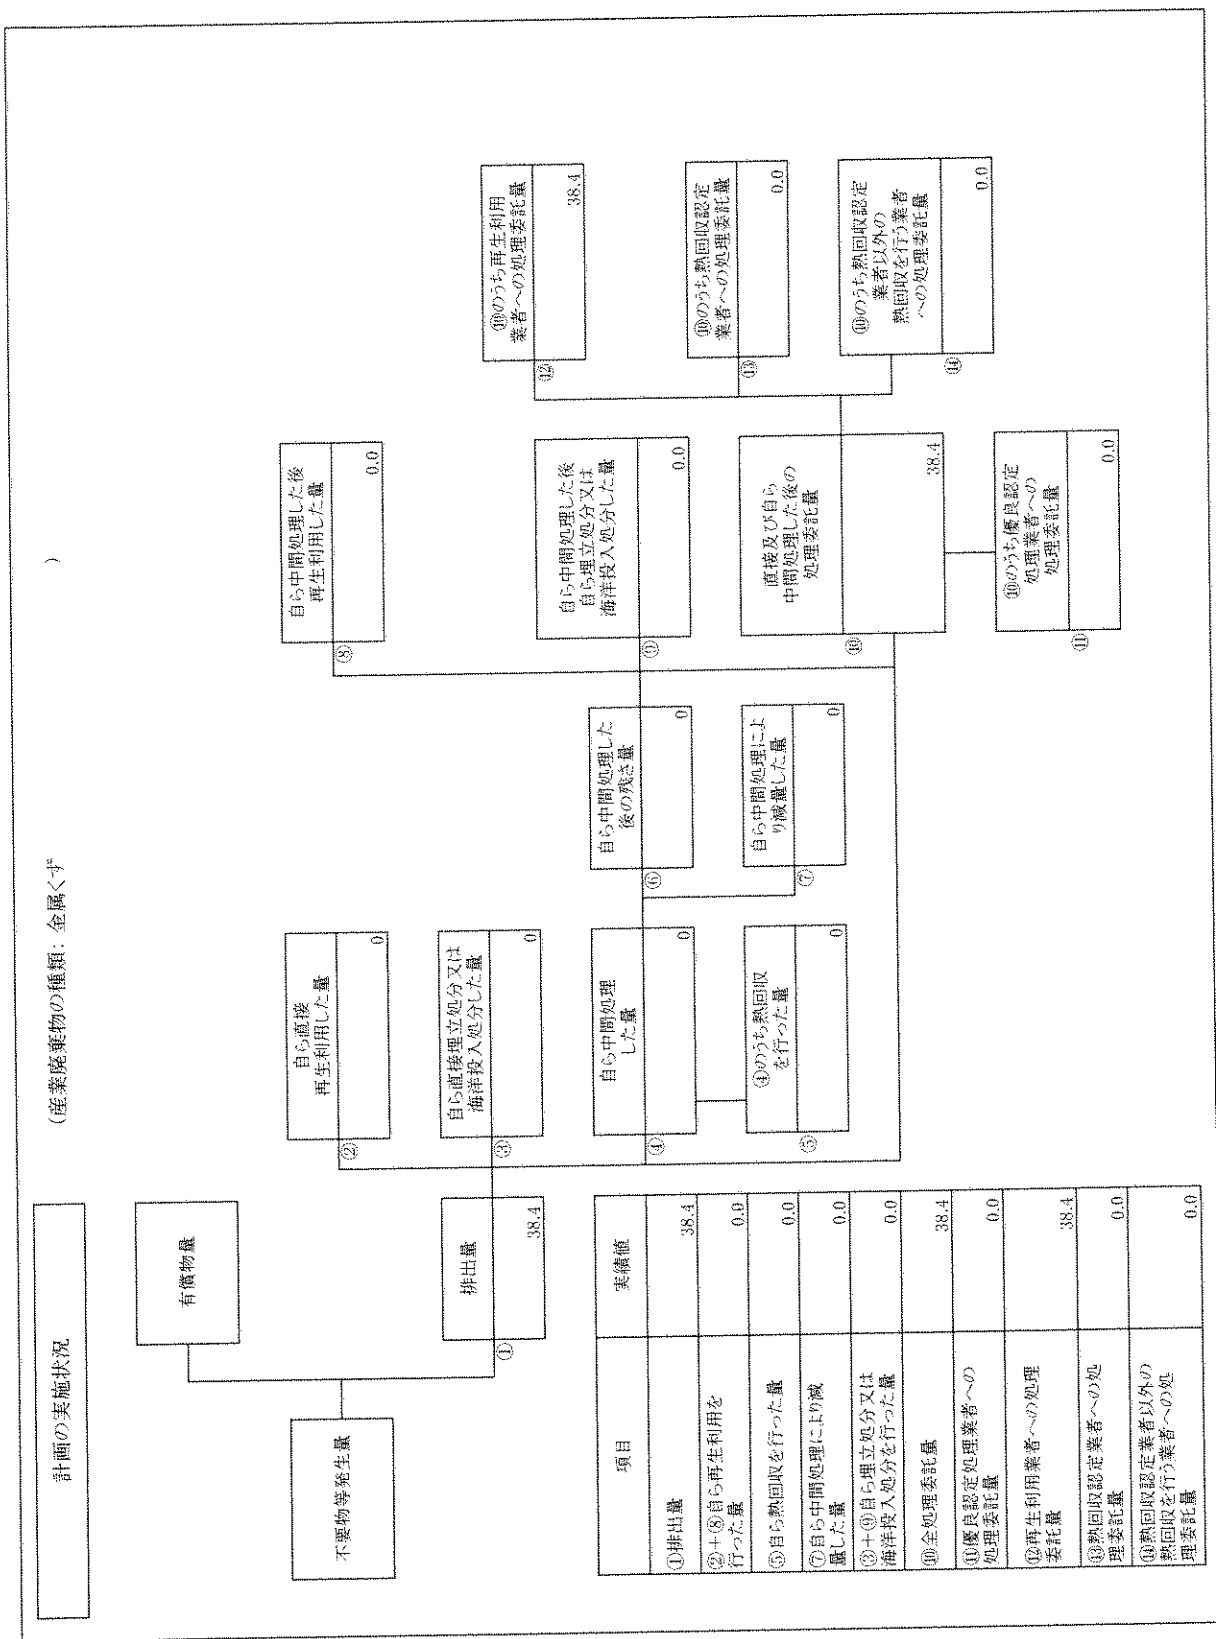 計画の実施状況
(産業廃棄物の種類: 金属くず
)
不要物等発生量
有償物量
①
排出量
38.4
②
自ら直接
再生利用した量
0
③
自ら直接埋立処分又は
海洋投入処分した量
0
④
自ら中間処理
した量
0
⑤
④のうち熱回収
を行った量
0
⑥
自ら中間処理した
後の残さ量
0
⑦
自ら中間処理によ
り減量した量
0
⑧
自ら中間処理した後
再生利用した量
0.0
⑨
自ら中間処理した後
自ら埋立処分又は
海洋投入処分した量
0.0
⑩
直接及び自ら
中間処理した後の
処理委託量
38.4
⑪
⑩のうち優良認定
処理業者への
処理委託量
0.0
⑫
⑩のうち再生利用
業者への処理委託量
38.4
⑬
⑩のうち熱回収認定
業者への処理委託量
0.0
⑭
⑩のうち熱回収認定
業者以外の
熱回収を行う業者
への処理委託量
0.0
項目 実績値
①排出量 38.4
②+⑧自ら再生利用を
行った量 0.0
⑤自ら熱回収を行った量 0.0
⑦自ら中間処理により減
量した量 0.0
③+⑨自ら埋立処分又は
海洋投入処分を行った量 0.0
⑩全処理委託量 38.4
⑪優良認定処理業者への
処理委託量 0.0
⑫再生利用業者への処理
委託量 38.4
⑬熱回収認定業者への処
理委託量 0.0
⑭熱回収認定業者以外の
熱回収を行う業者への処
理委託量 0.0